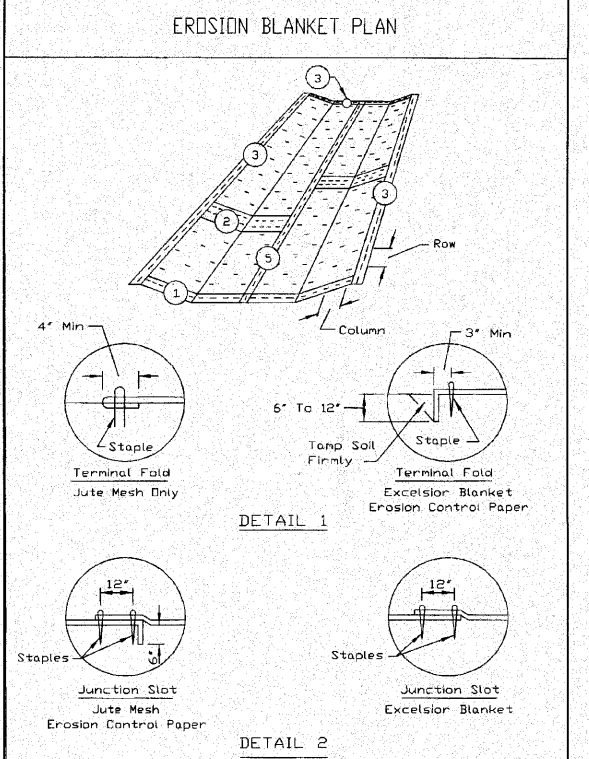 EROSION BLANKET PLAN
3
3
3
2
5
1
Row
Column
4" Min
Staple
Terminal Fold
Jute Mesh Only
3" Min
6" To 12"
Tamp Soil
Firmly
Staple
Terminal Fold
Excelsior Blanket
Erosion Control Paper
DETAIL 1
12"
6"
Staples
Junction Slot
Jute Mesh
Erosion Control Paper
12"
Staples
Junction Slot
Excelsior Blanket
DETAIL 2